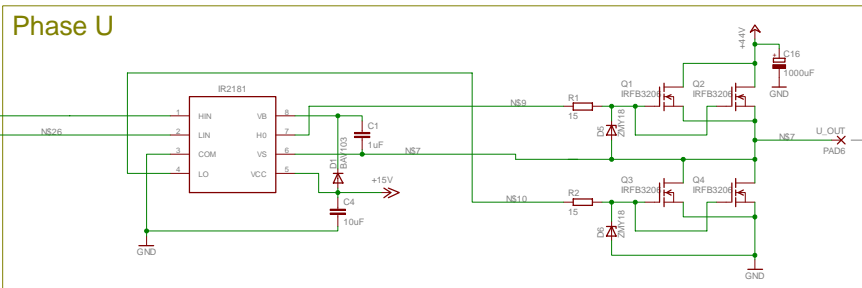 Phase U
+44V
C16
1000uF
GND
IR2181
Q1
IRFB3206
Q2
IRFB3206
N$9
R1
15
1 HIN VB 8
N$26
2 LIN H0 7
3 COM VS 6
4 LO VCC 5
C1
1uF
D1
BAV103
N$7
D5
ZMY18
U_OUT
N$7
PAD6
+15V
C4
10uF
Q3
IRFB3206
Q4
IRFB3206
N$10
R2
15
D6
ZMY18
GND
GND